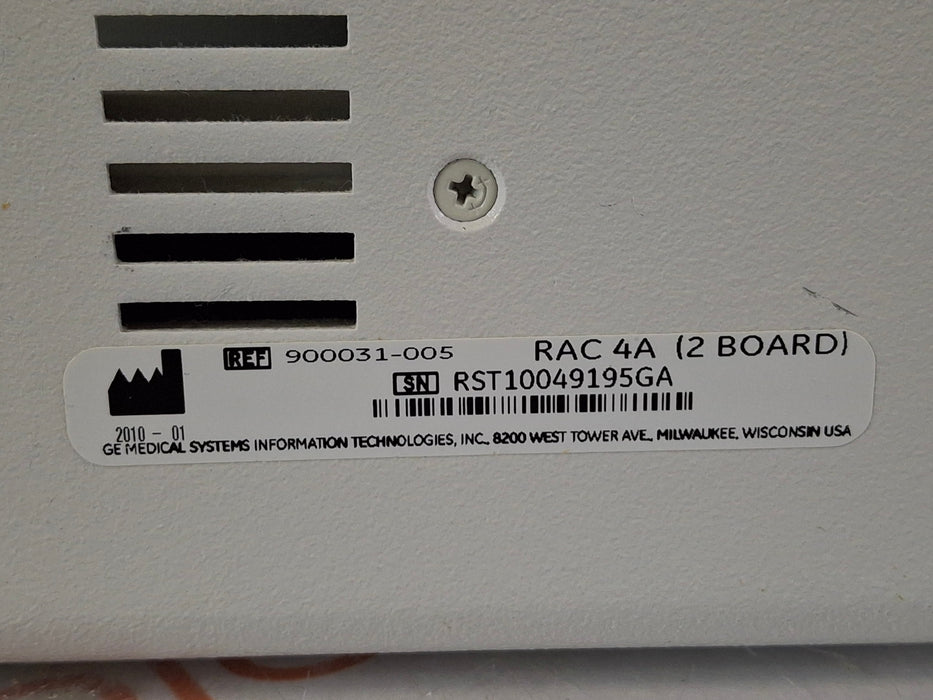 REF 900031-005 RAC 4A (2 BOARD)
SN RST10049195GA
2010 - 01
GE MEDICAL SYSTEMS INFORMATION TECHNOLOGIES, INC., 8200 WEST TOWER AVE., MILWAUKEE, WISCONSIN USA